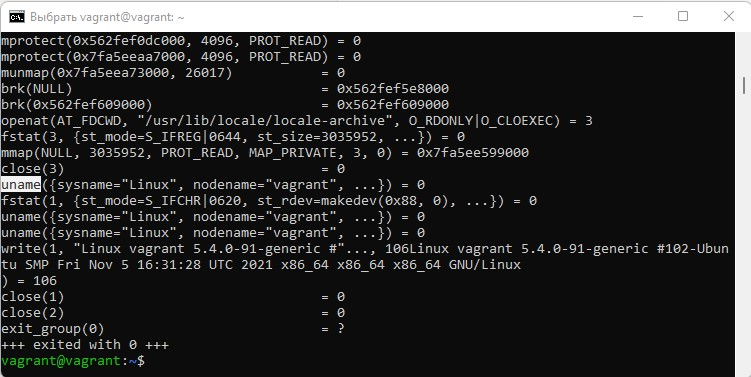 Выбрать vagrant@vagrant: ~
mprotect(0x562fef0dc000, 4096, PROT_READ) = 0
mprotect(0x7fa5eeaa7000, 4096, PROT_READ) = 0
munmap(0x7fa5eea73000, 26017)           = 0
brk(NULL)                               = 0x562fef5e8000
brk(0x562fef609000)                     = 0x562fef609000
openat(AT_FDCWD, "/usr/lib/locale/locale-archive", O_RDONLY|O_CLOEXEC) = 3
fstat(3, {st_mode=S_IFREG|0644, st_size=3035952, ...}) = 0
mmap(NULL, 3035952, PROT_READ, MAP_PRIVATE, 3, 0) = 0x7fa5ee599000
close(3)                                = 0
uname({sysname="Linux", nodename="vagrant", ...}) = 0
fstat(1, {st_mode=S_IFCHR|0620, st_rdev=makedev(0x88, 0), ...}) = 0
uname({sysname="Linux", nodename="vagrant", ...}) = 0
uname({sysname="Linux", nodename="vagrant", ...}) = 0
write(1, "Linux vagrant 5.4.0-91-generic #"..., 106Linux vagrant 5.4.0-91-generic #102-Ubun
tu SMP Fri Nov 5 16:31:28 UTC 2021 x86_64 x86_64 x86_64 GNU/Linux
) = 106
close(1)                                = 0
close(2)                                = 0
exit_group(0)                           = ?
+++ exited with 0 +++
vagrant@vagrant:~$